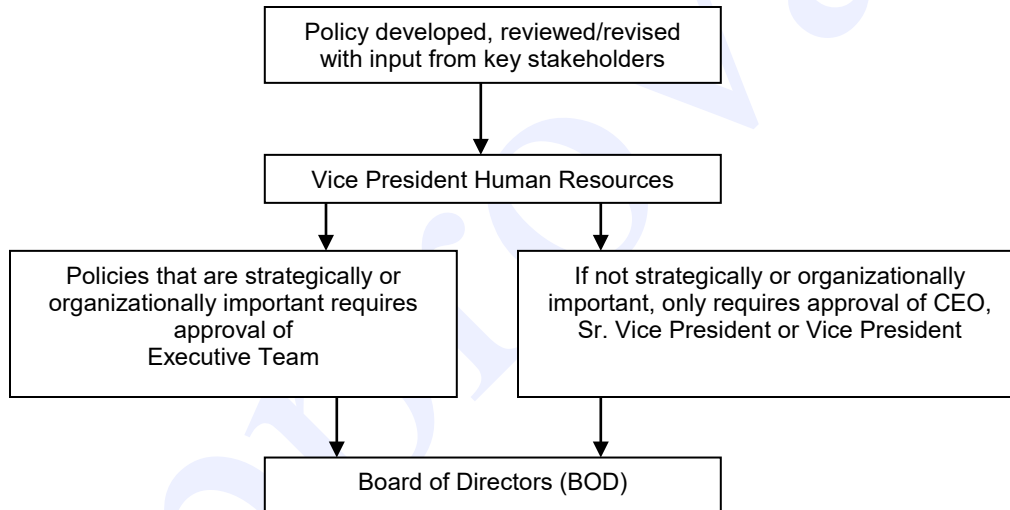 Policy developed, reviewed/revised
with input from key stakeholders
Vice President Human Resources
Policies that are strategically or
organizationally important requires
approval of
Executive Team
If not strategically or organizationally
important, only requires approval of CEO,
Sr. Vice President or Vice President
Board of Directors (BOD)